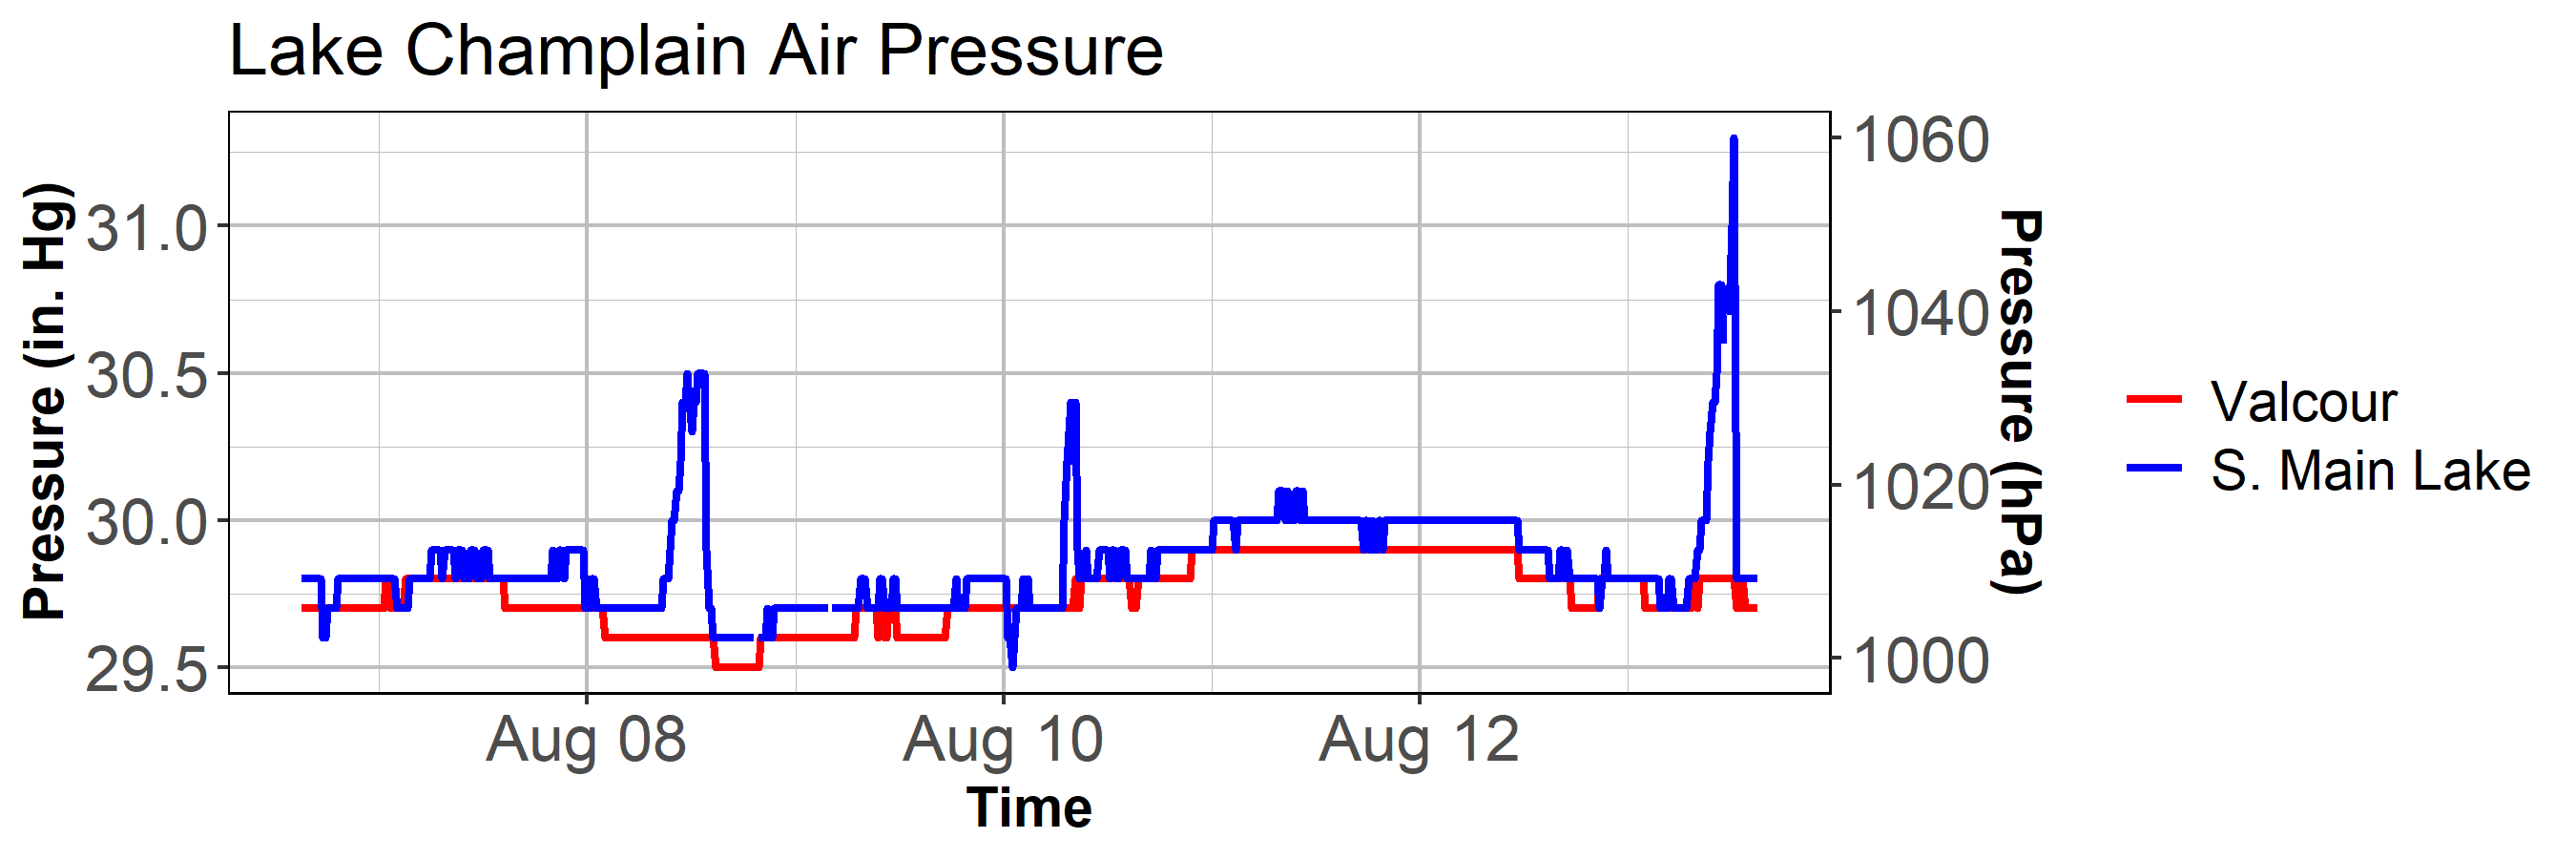 Lake Champlain Air Pressure
Pressure (in. Hg)
31.0
30.5
30.0
29.5
1060
1040
1020
1000
Pressure (hPa)
Aug 08
Aug 10
Aug 12
Time
Valcour
S. Main Lake